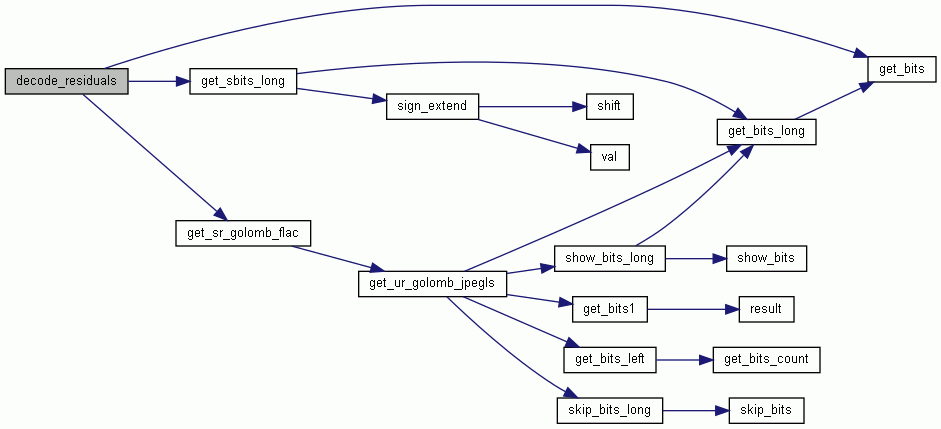 decode_residuals
get_sbits_long
get_bits
sign_extend
shift
get_bits_long
val
get_sr_golomb_flac
get_ur_golomb_jpegls
show_bits_long
show_bits
get_bits1
result
get_bits_left
get_bits_count
skip_bits_long
skip_bits